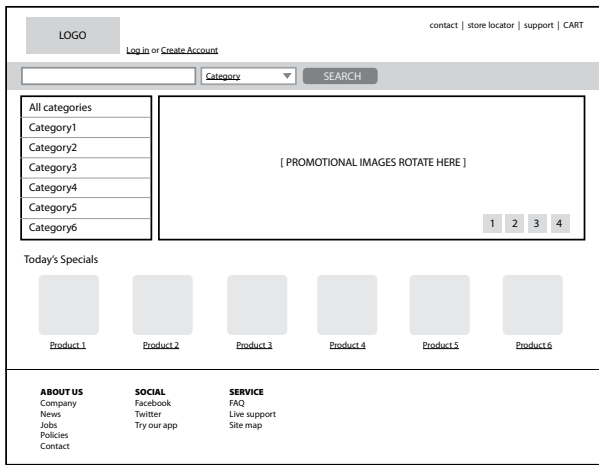 LOGO
contact | store locator | support | CART
Log in or Create Account
Category
SEARCH
All categories
Category1
Category2
Category3
Category4
Category5
Category6
[ PROMOTIONAL IMAGES ROTATE HERE ]
1 2 3 4
Today's Specials
Product 1 Product 2 Product 3 Product 4 Product 5 Product 6
ABOUT US
Company
News
Jobs
Policies
Contact
SOCIAL
Facebook
Twitter
Try our app
SERVICE
FAQ
Live support
Site map